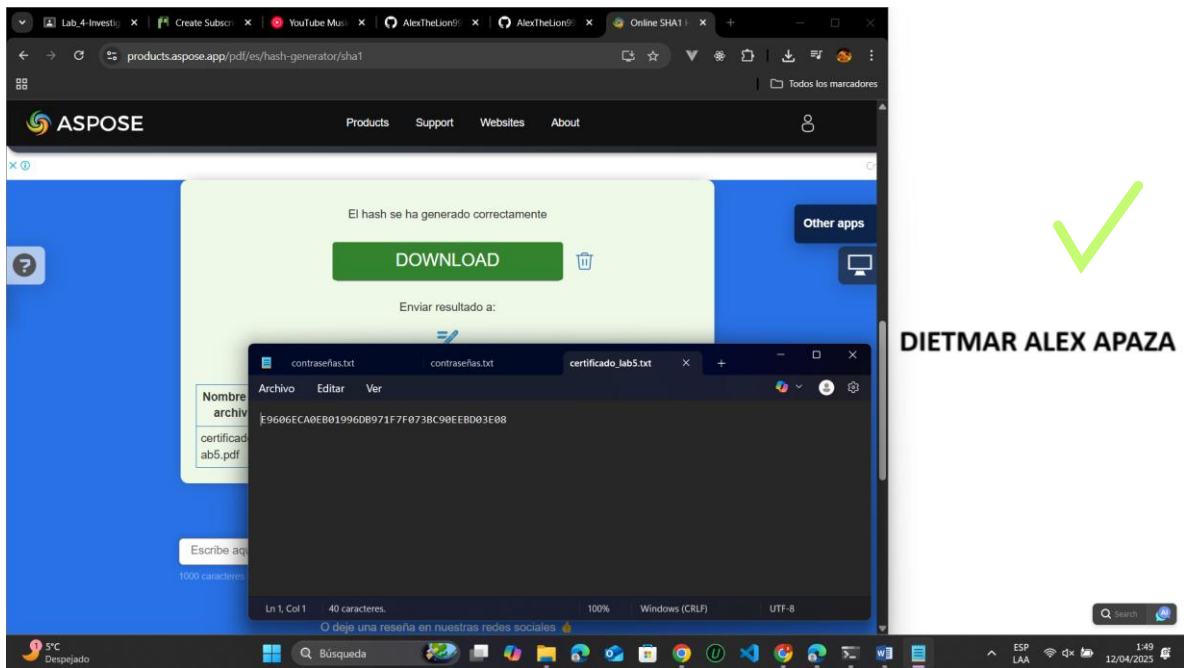 Lab_4-Investig
Create Subscri
YouTube Mus
AlexTheLion9
AlexTheLion9
Online SHA1 H
products.aspose.app/pdf/es/hash-generator/sha1
Todos los marcadores
ASPOSE
Products
Support
Websites
About
El hash se ha generado correctamente
DOWNLOAD
Other apps
Enviar resultado a:
DIETMAR ALEX APAZA
contraseñas.txt
contraseñas.txt
certificado_lab5.txt
Archivo
Editar
Ver
E9606ECA0EB01996DB971F7F073BC90EEBD03E08
Nombre
archiv
certificad
ab5.pdf
Escribe aq
1000 caracteres
Ln 1, Col 1
40 caracteres.
100%
Windows (CRLF)
UTF-8
O deje una reseña en nuestras redes sociales
Search
1
5°C
Despejado
Búsqueda
ESP
LAA
1:49
12/04/2025